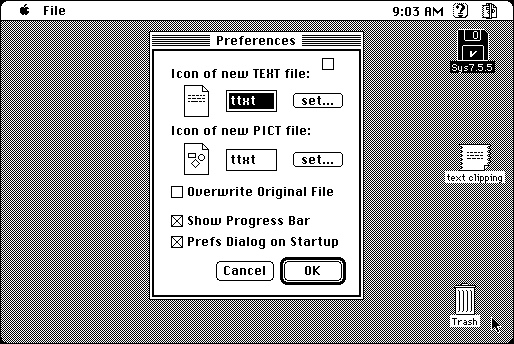 File
9:03 AM
Preferences
Icon of new TEXT file:
ttxt
set...
Icon of new PICT file:
ttxt
set...
Overwrite Original File
Show Progress Bar
Prefs Dialog on Startup
Cancel
OK
Sys7.5.5
text clipping
Trash